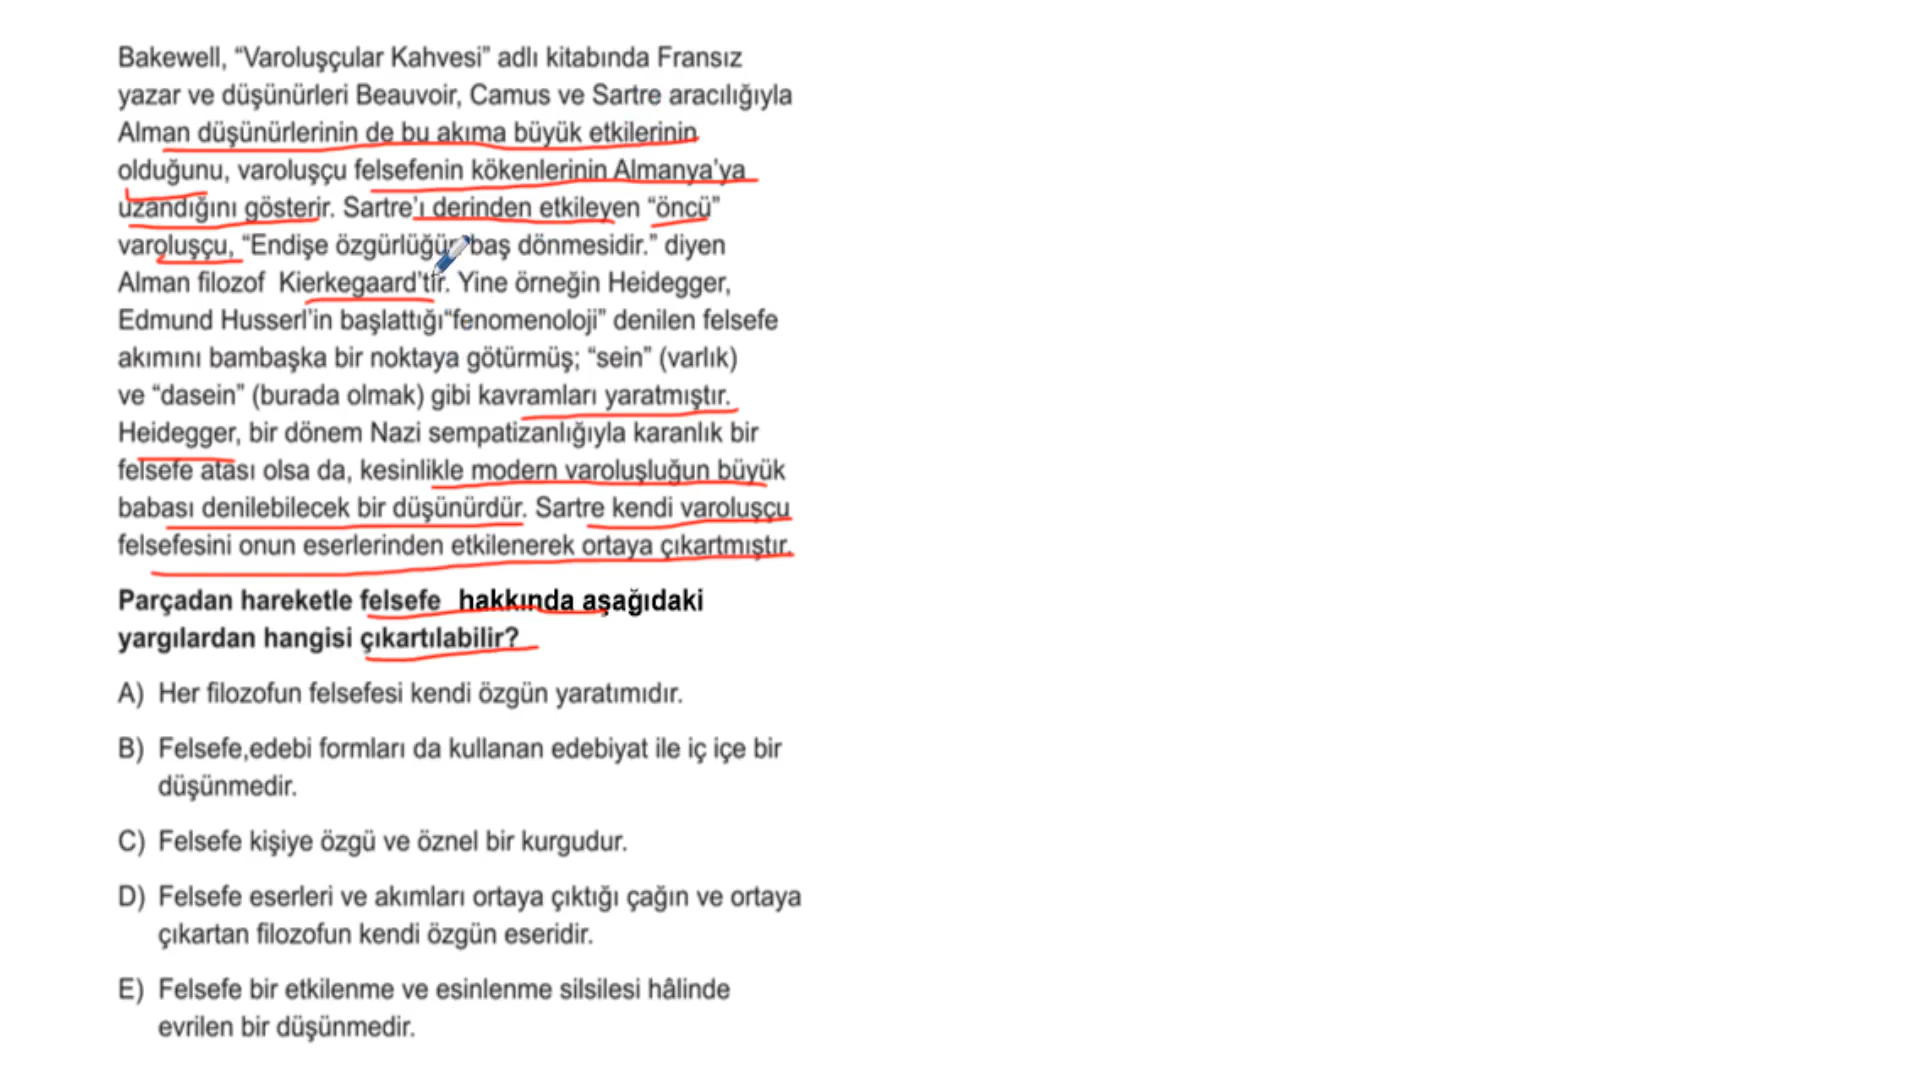 Bakewell, “Varoluşçular Kahvesi” adlı kitabında Fransız
yazar ve düşünürleri Beauvoir, Camus ve Sartre aracılığıyla
Alman düşünürlerinin de bu akıma büyük etkilerinin
olduğunu, varoluşçu felsefenin kökenlerinin Almanya’ya
uzandığını gösterir. Sartre’ı derinden etkileyen “öncü”
varoluşçu, “Endişe özgürlüğün baş dönmesidir.” diyen
Alman filozof Kierkegaard’tir. Yine örneğin Heidegger,
Edmund Husserl’in başlattığı“fenomenoloji” denilen felsefe
akımını bambaşka bir noktaya götürmüş; “sein” (varlık)
ve “dasein” (burada olmak) gibi kavramları yaratmıştır.
Heidegger, bir dönem Nazi sempatizanlığıyla karanlık bir
felsefe atası olsa da, kesinlikle modern varoluşluğun büyük
babası denilebilecek bir düşünürdür. Sartre kendi varoluşçu
felsefesini onun eserlerinden etkilenerek ortaya çıkartmıştır.
Parçadan hareketle felsefe hakkında aşağıdaki
yargılardan hangisi çıkartılabilir?
A) Her filozofun felsefesi kendi özgün yaratımıdır.
B) Felsefe,edebi formları da kullanan edebiyat ile iç içe bir
düşünmedir.
C) Felsefe kişiye özgü ve öznel bir kurgudur.
D) Felsefe eserleri ve akımları ortaya çıktığı çağın ve ortaya
çıkartan filozofun kendi özgün eseridir.
E) Felsefe bir etkilenme ve esinlenme silsilesi hâlinde
evrilen bir düşünmedir.